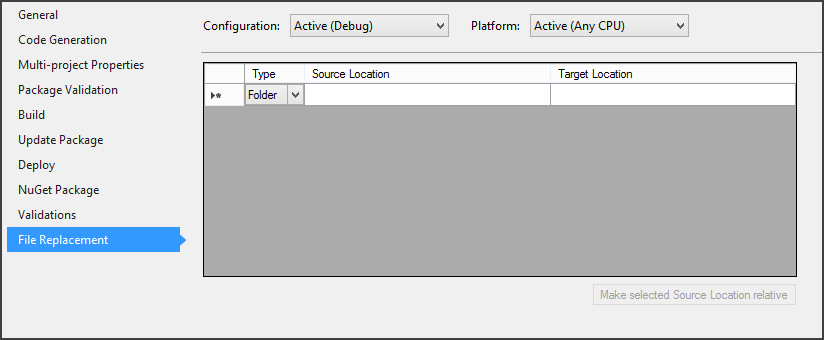 General
Code Generation
Multi-project Properties
Package Validation
Build
Update Package
Deploy
NuGet Package
Validations
File Replacement
Configuration: Active (Debug) Platform: Active (Any CPU)
Type Source Location Target Location
Folder
Make selected Source Location relative